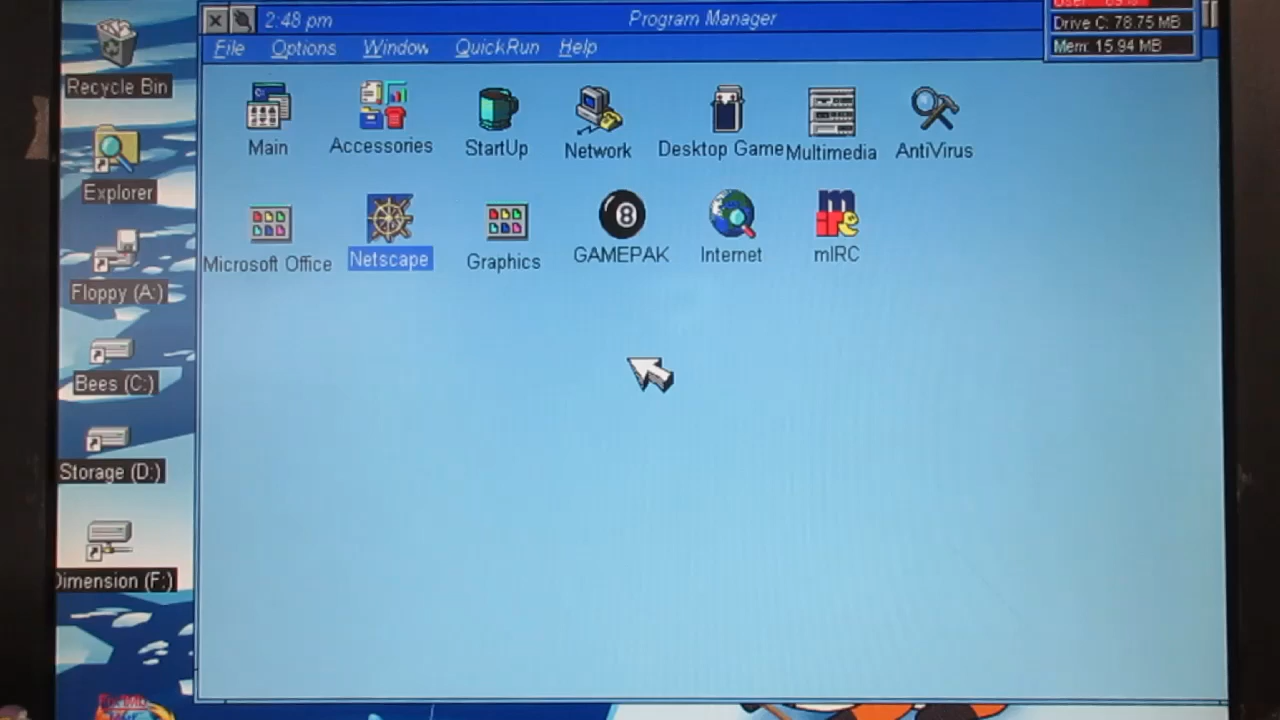 2:48 pm
Program Manager
File Options Window QuickRun Help
Drive C: 78.75 MB
Mem: 15.94 MB
Recycle Bin
Explorer
Floppy (A:)
Bees (C:)
Storage (D:)
Dimension (F:)
Main
Accessories
StartUp
Network
Desktop Game
Multimedia
AntiVirus
Microsoft Office
Netscape
Graphics
8
GAMEPAK
Internet
mIRC
mIRC